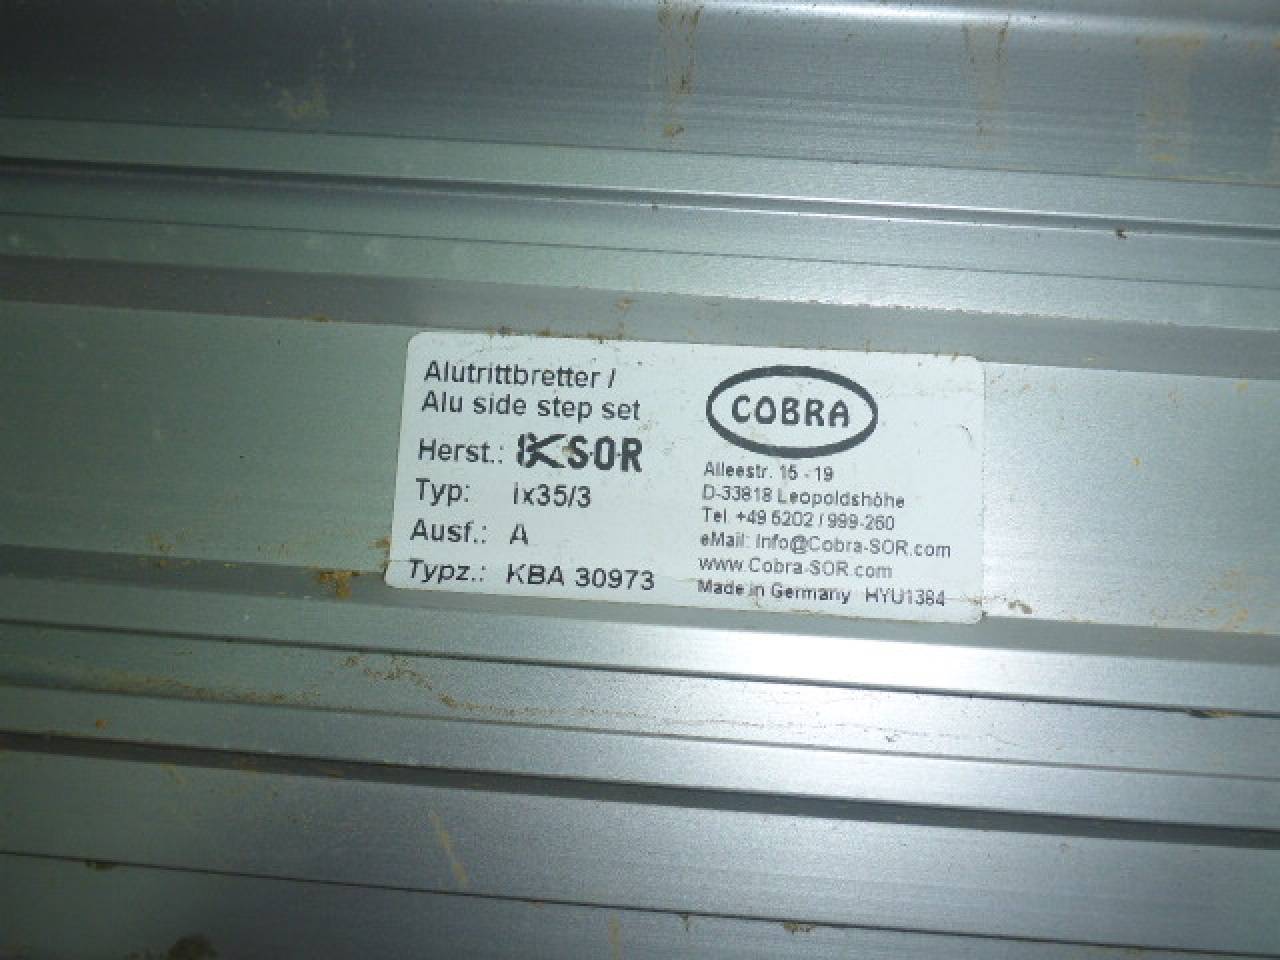 Alutrittbretter /
Alu side step set
Herst.: S·O·R
Typ: ix35/3
Ausf.: A
Typz.: KBA 30973
COBRA
Alleestr. 15 - 19
D-33818 Leopoldshöhe
Tel. +49 5202 / 999-260
eMail: Info@Cobra-SOR.com
www.Cobra-SOR.com
Made in Germany HYU1384